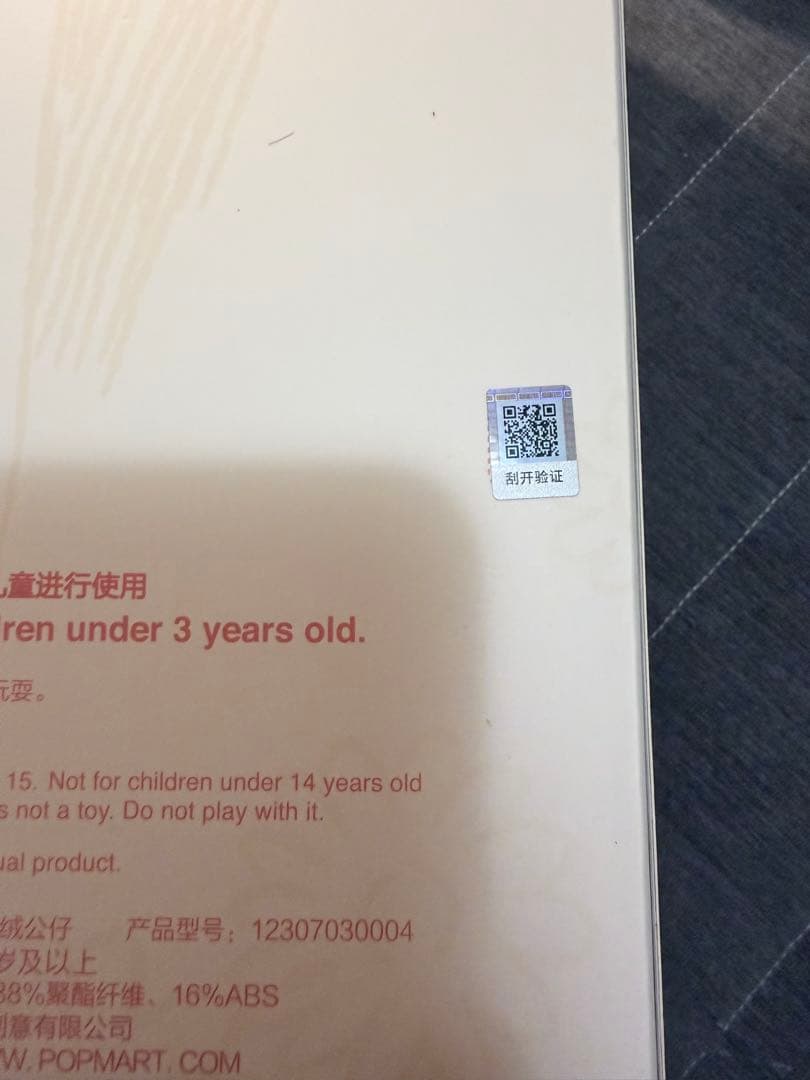 刮开验证
儿童进行使用
ren under 3 years old.
玩耍。
15. Not for children under 14 years old
s not a toy. Do not play with it.
ual product.
绒公仔 产品型号：12307030004
岁及以上
38%聚酯纤维、16%ABS
创意有限公司
W. POPMART. COM